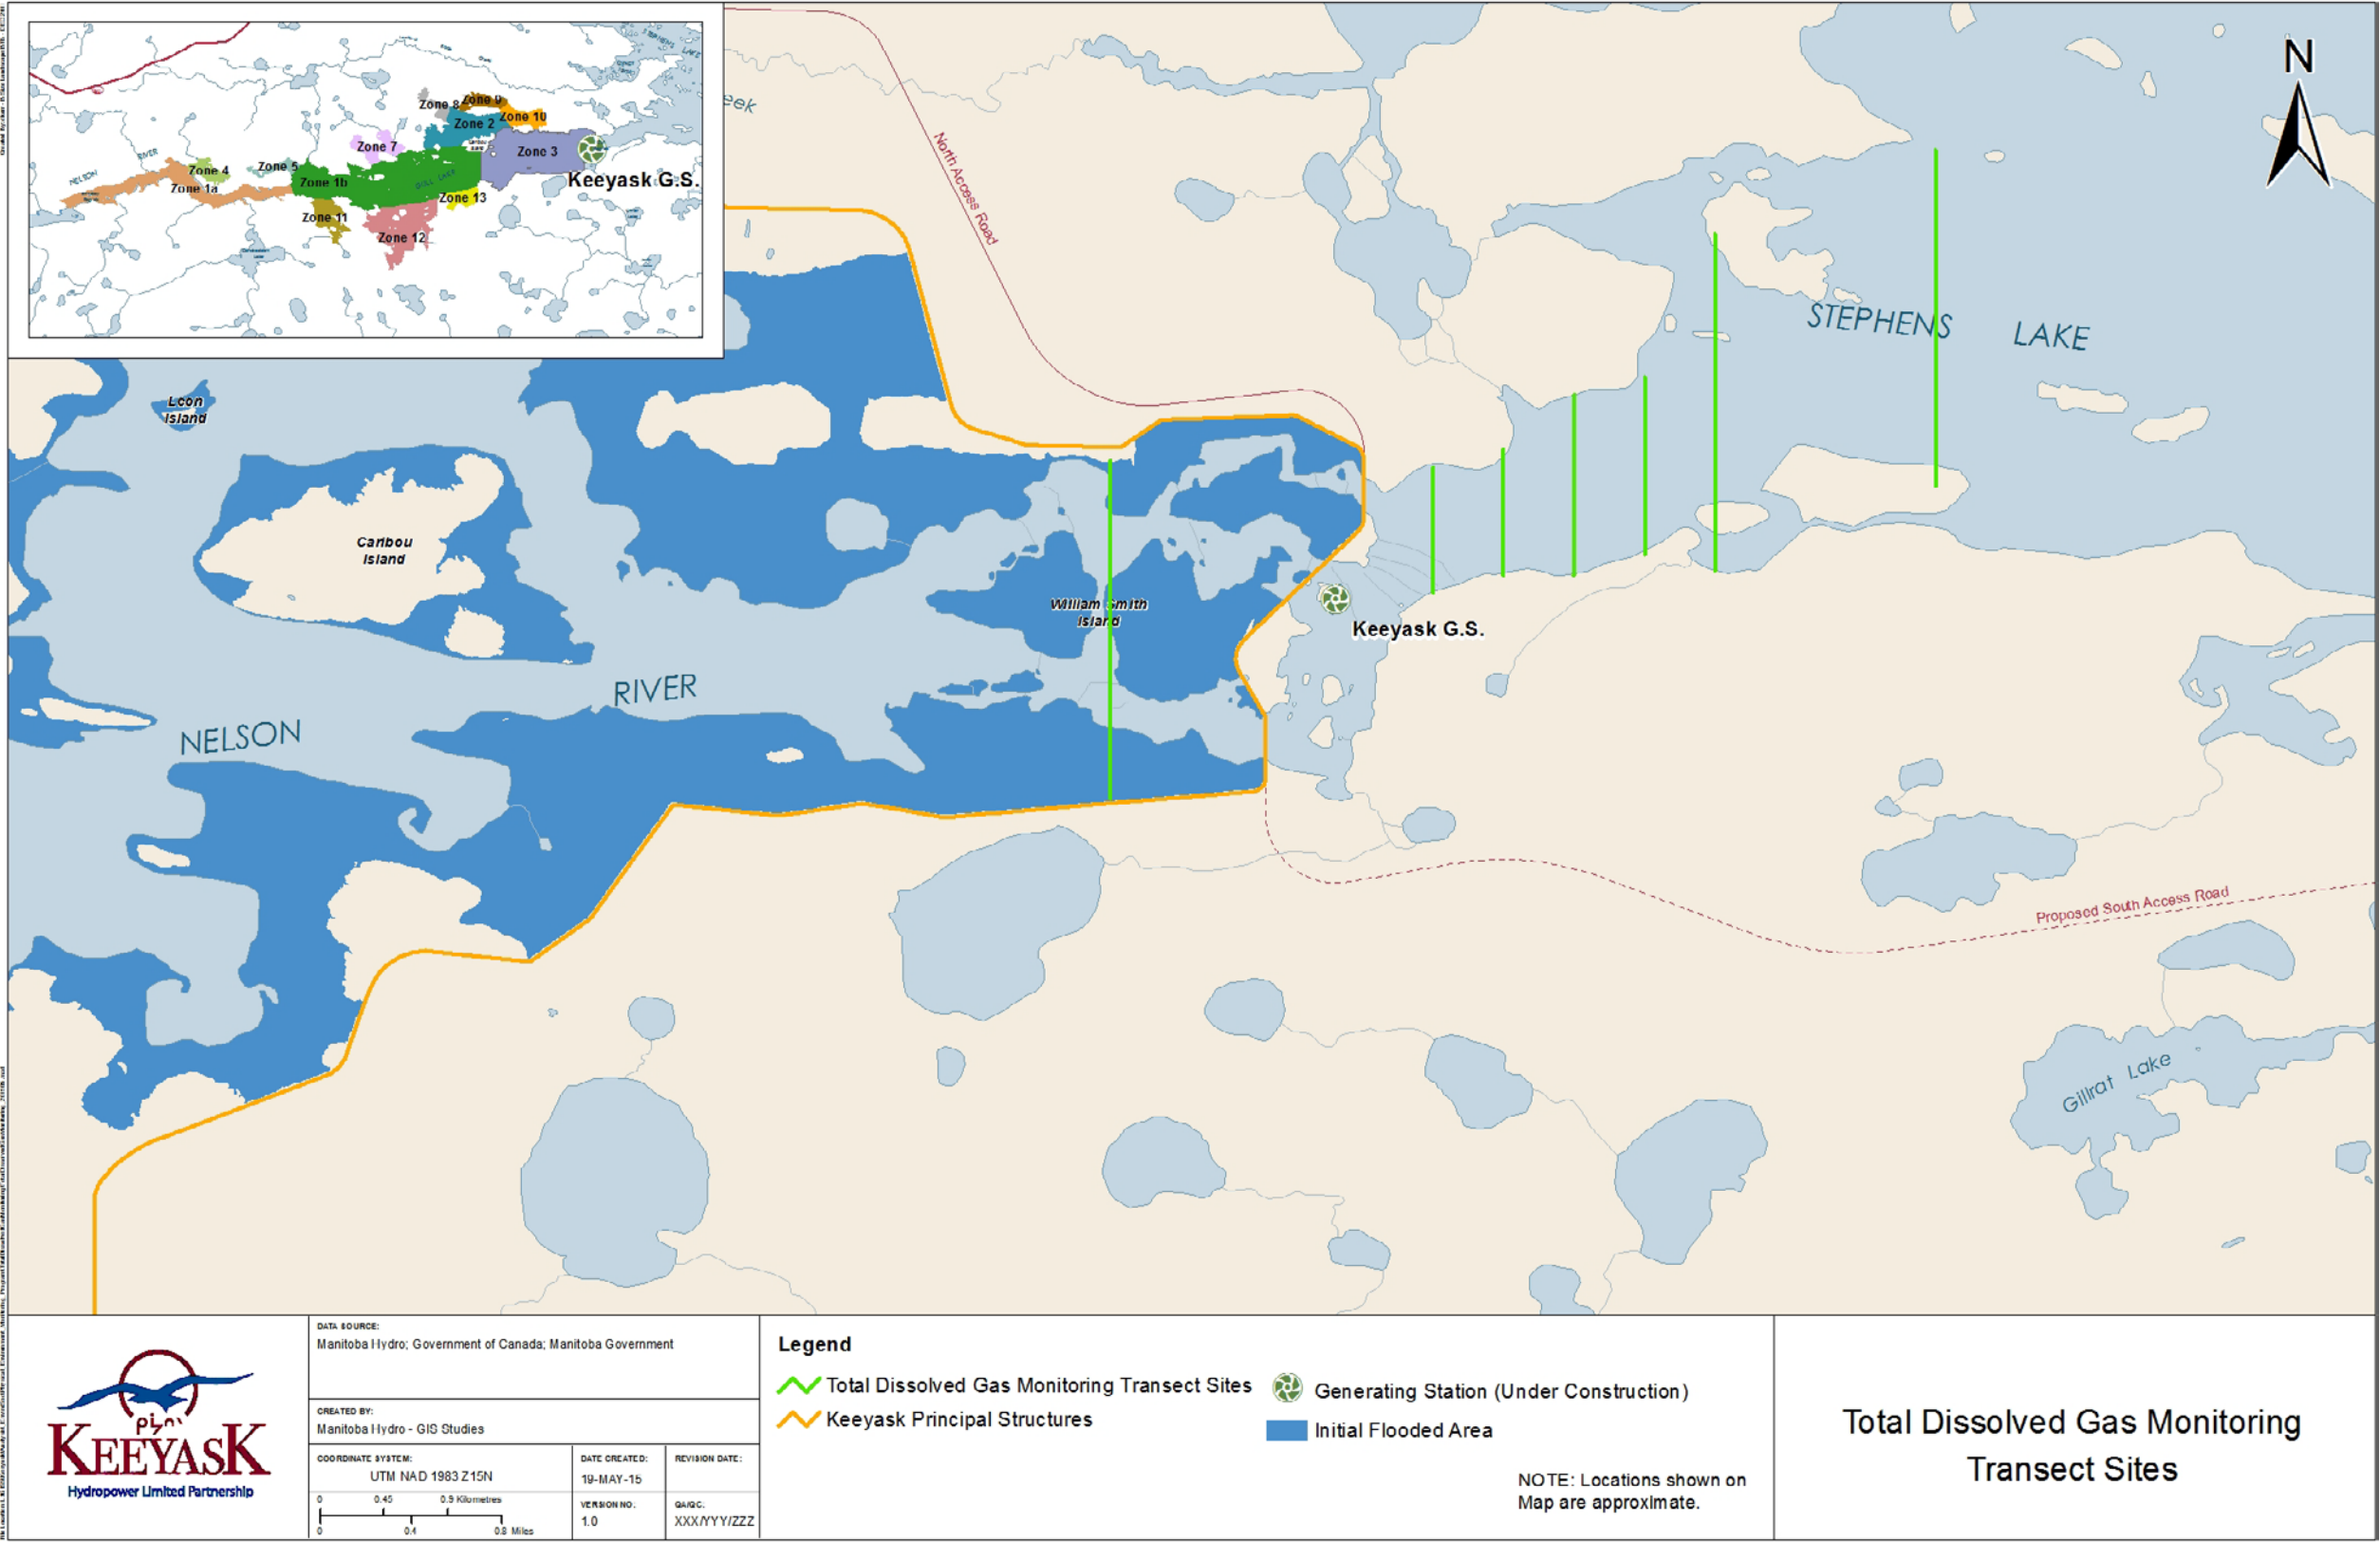 Zone 8
Zone 9
Zone 10
Zone 2
Zone 7
Zone 3
Zone 4
Zone 5
Zone 1b
Zone 1a
Zone 13
Zone 11
Zone 12
NELSON
RIVER
Keeyask G.S.
eek
North Access Road
N
STEPHENS LAKE
Loon
Island
Caribou
Island
William Smith
Island
Keeyask G.S.
NELSON RIVER
Proposed South Access Road
Gillrat Lake
KEEYASK
Hydropower Limited Partnership
DATA SOURCE:
Manitoba Hydro; Government of Canada; Manitoba Government
CREATED BY:
Manitoba Hydro - GIS Studies
COORDINATE SYSTEM:
UTM NAD 1983 Z15N
0 0.45 0.9 Kilometres
0 0.4 0.8 Miles
DATE CREATED:
19-MAY-15
REVISION DATE:
VERSION NO:
1.0
QA/QC:
XXX/YYY/ZZZ
Legend
Total Dissolved Gas Monitoring Transect Sites
Keeyask Principal Structures
Generating Station (Under Construction)
Initial Flooded Area
NOTE: Locations shown on
Map are approximate.
Total Dissolved Gas Monitoring
Transect Sites